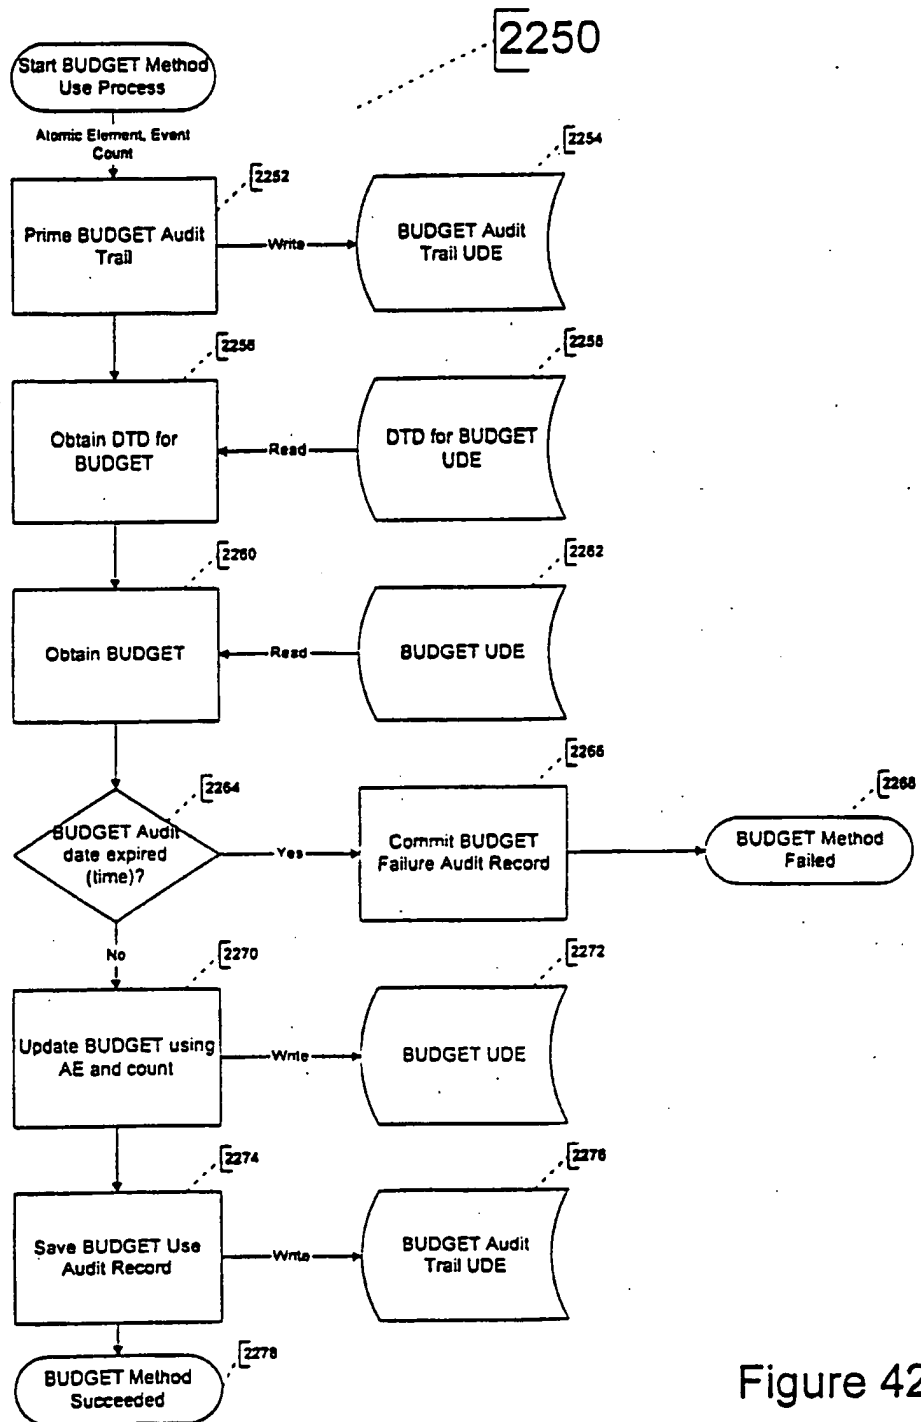 2250
Start BUDGET Method
Use Process
Atomic Element, Event
Count
2252
Prime BUDGET Audit
Trail
Write
2254
BUDGET Audit
Trail UDE
2256
Obtain DTD for
BUDGET
Read
2258
DTD for BUDGET
UDE
2260
Obtain BUDGET
Read
2262
BUDGET UDE
2264
BUDGET Audit
date expired
(time)?
Yes
2266
Commit BUDGET
Failure Audit Record
2268
BUDGET Method
Failed
No
2270
Update BUDGET using
AE and count
Write
2272
BUDGET UDE
2274
Save BUDGET Use
Audit Record
Write
2276
BUDGET Audit
Trail UDE
2278
BUDGET Method
Succeeded
Figure 42